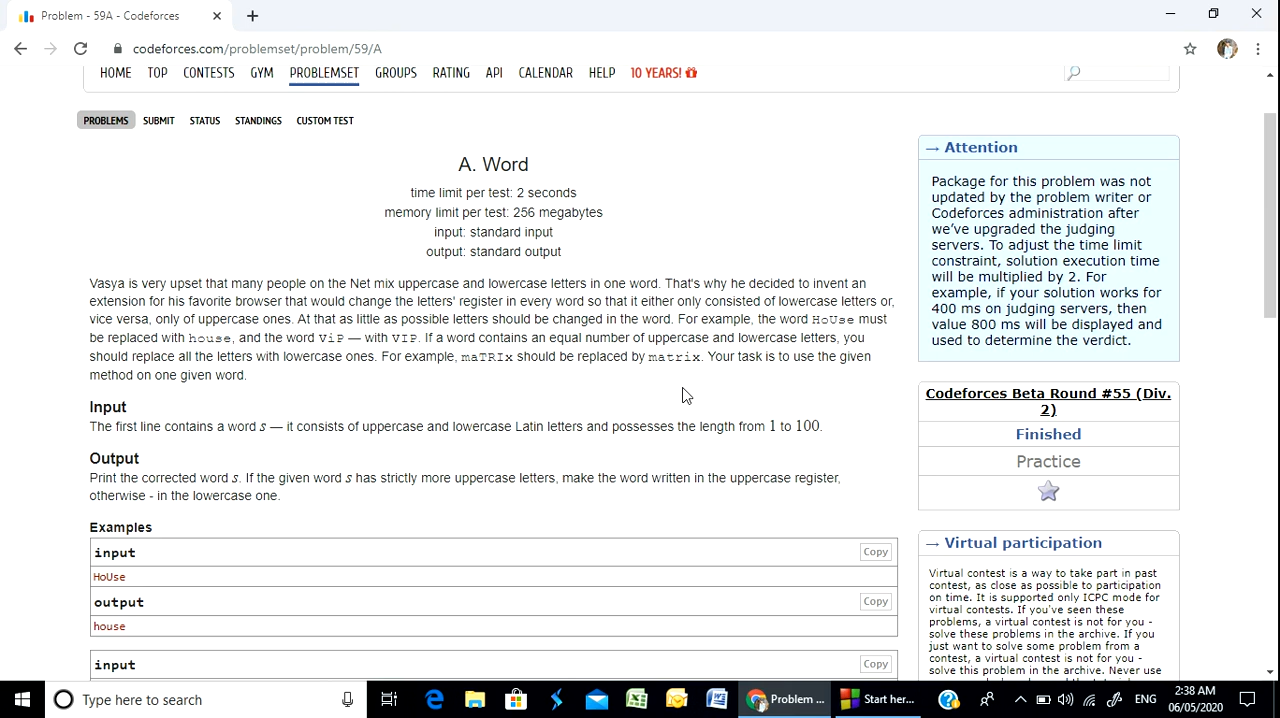 Problem - 59A - Codeforces
codeforces.com/problemset/problem/59/A
HOME TOP CONTESTS GYM PROBLEMSET GROUPS RATING API CALENDAR HELP 10 YEARS!
PROBLEMS SUBMIT STATUS STANDINGS CUSTOM TEST
A. Word
time limit per test: 2 seconds
memory limit per test: 256 megabytes
input: standard input
output: standard output
Vasya is very upset that many people on the Net mix uppercase and lowercase letters in one word. That's why he decided to invent an
extension for his favorite browser that would change the letters' register in every word so that it either only consisted of lowercase letters or,
vice versa, only of uppercase ones. At that as little as possible letters should be changed in the word. For example, the word HoUse must
be replaced with house, and the word ViP — with VIP. If a word contains an equal number of uppercase and lowercase letters, you
should replace all the letters with lowercase ones. For example, maTRIx should be replaced by matrix. Your task is to use the given
method on one given word.
Input
The first line contains a word s — it consists of uppercase and lowercase Latin letters and possesses the length from 1 to 100.
Output
Print the corrected word s. If the given word s has strictly more uppercase letters, make the word written in the uppercase register,
otherwise - in the lowercase one.
Examples
input Copy
HoUse
output Copy
house
input Copy
→ Attention
Package for this problem was not
updated by the problem writer or
Codeforces administration after
we've upgraded the judging
servers. To adjust the time limit
constraint, solution execution time
will be multiplied by 2. For
example, if your solution works for
400 ms on judging servers, then
value 800 ms will be displayed and
used to determine the verdict.
Codeforces Beta Round #55 (Div.
2)
Finished
Practice
→ Virtual participation
Virtual contest is a way to take part in past
contest, as close as possible to participation
on time. It is supported only ICPC mode for
virtual contests. If you've seen these
problems, a virtual contest is not for you -
solve these problems in the archive. If you
just want to solve some problem from a
contest, a virtual contest is not for you -
solve this problem in the archive. Never use
Type here to search
Problem ...
Start her...
ENG
2:38 AM
06/05/2020